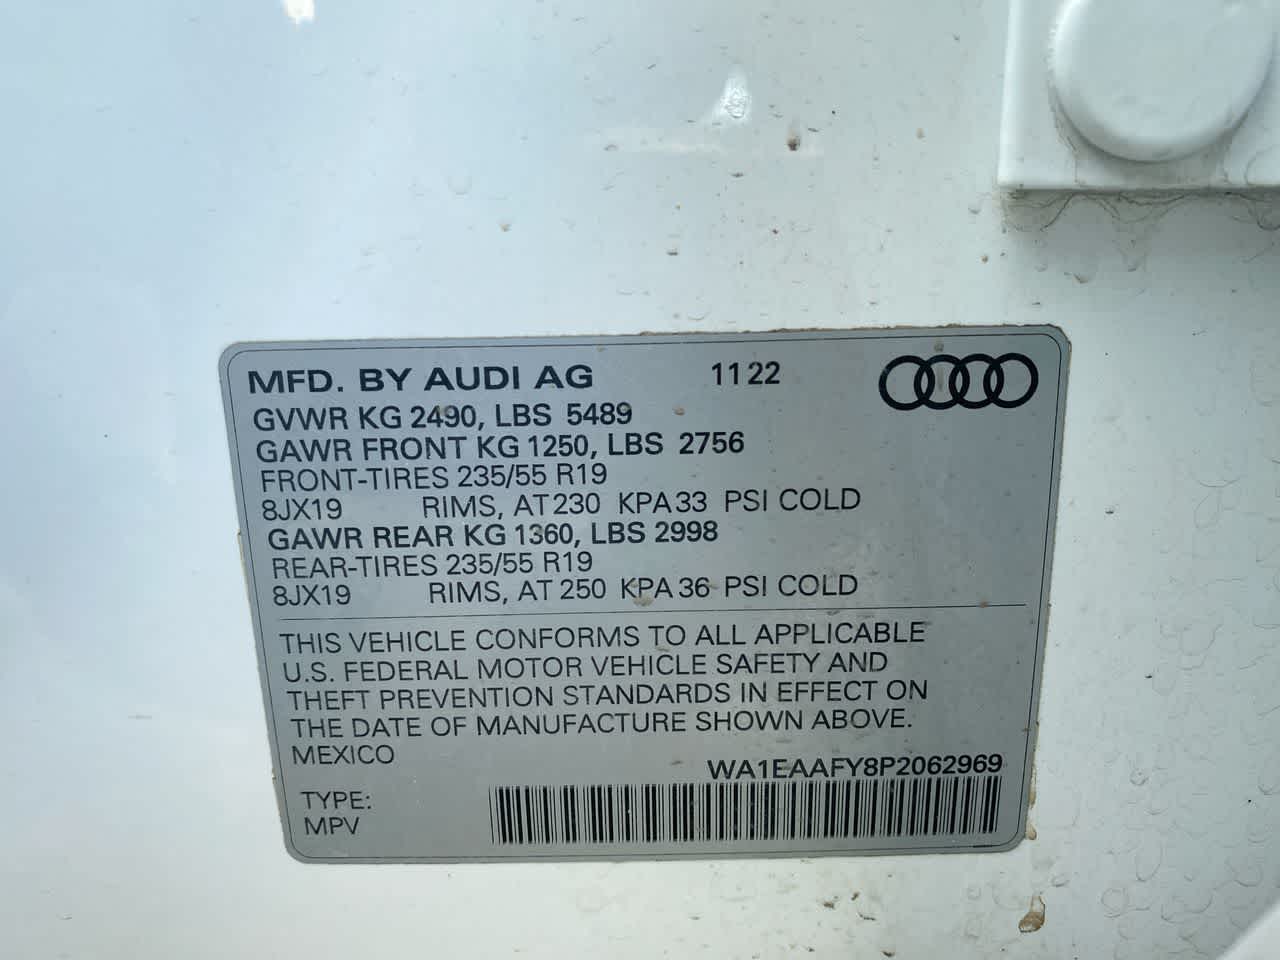 MFD. BY AUDI AG 11 22
GVWR KG 2490, LBS 5489
GAWR FRONT KG 1250, LBS 2756
FRONT-TIRES 235/55 R19
8JX19 RIMS, AT 230 KPA 33 PSI COLD
GAWR REAR KG 1360, LBS 2998
REAR-TIRES 235/55 R19
8JX19 RIMS, AT 250 KPA 36 PSI COLD
THIS VEHICLE CONFORMS TO ALL APPLICABLE
U.S. FEDERAL MOTOR VEHICLE SAFETY AND
THEFT PREVENTION STANDARDS IN EFFECT ON
THE DATE OF MANUFACTURE SHOWN ABOVE.
MEXICO
WA1EAAFY8P2062969
TYPE:
MPV